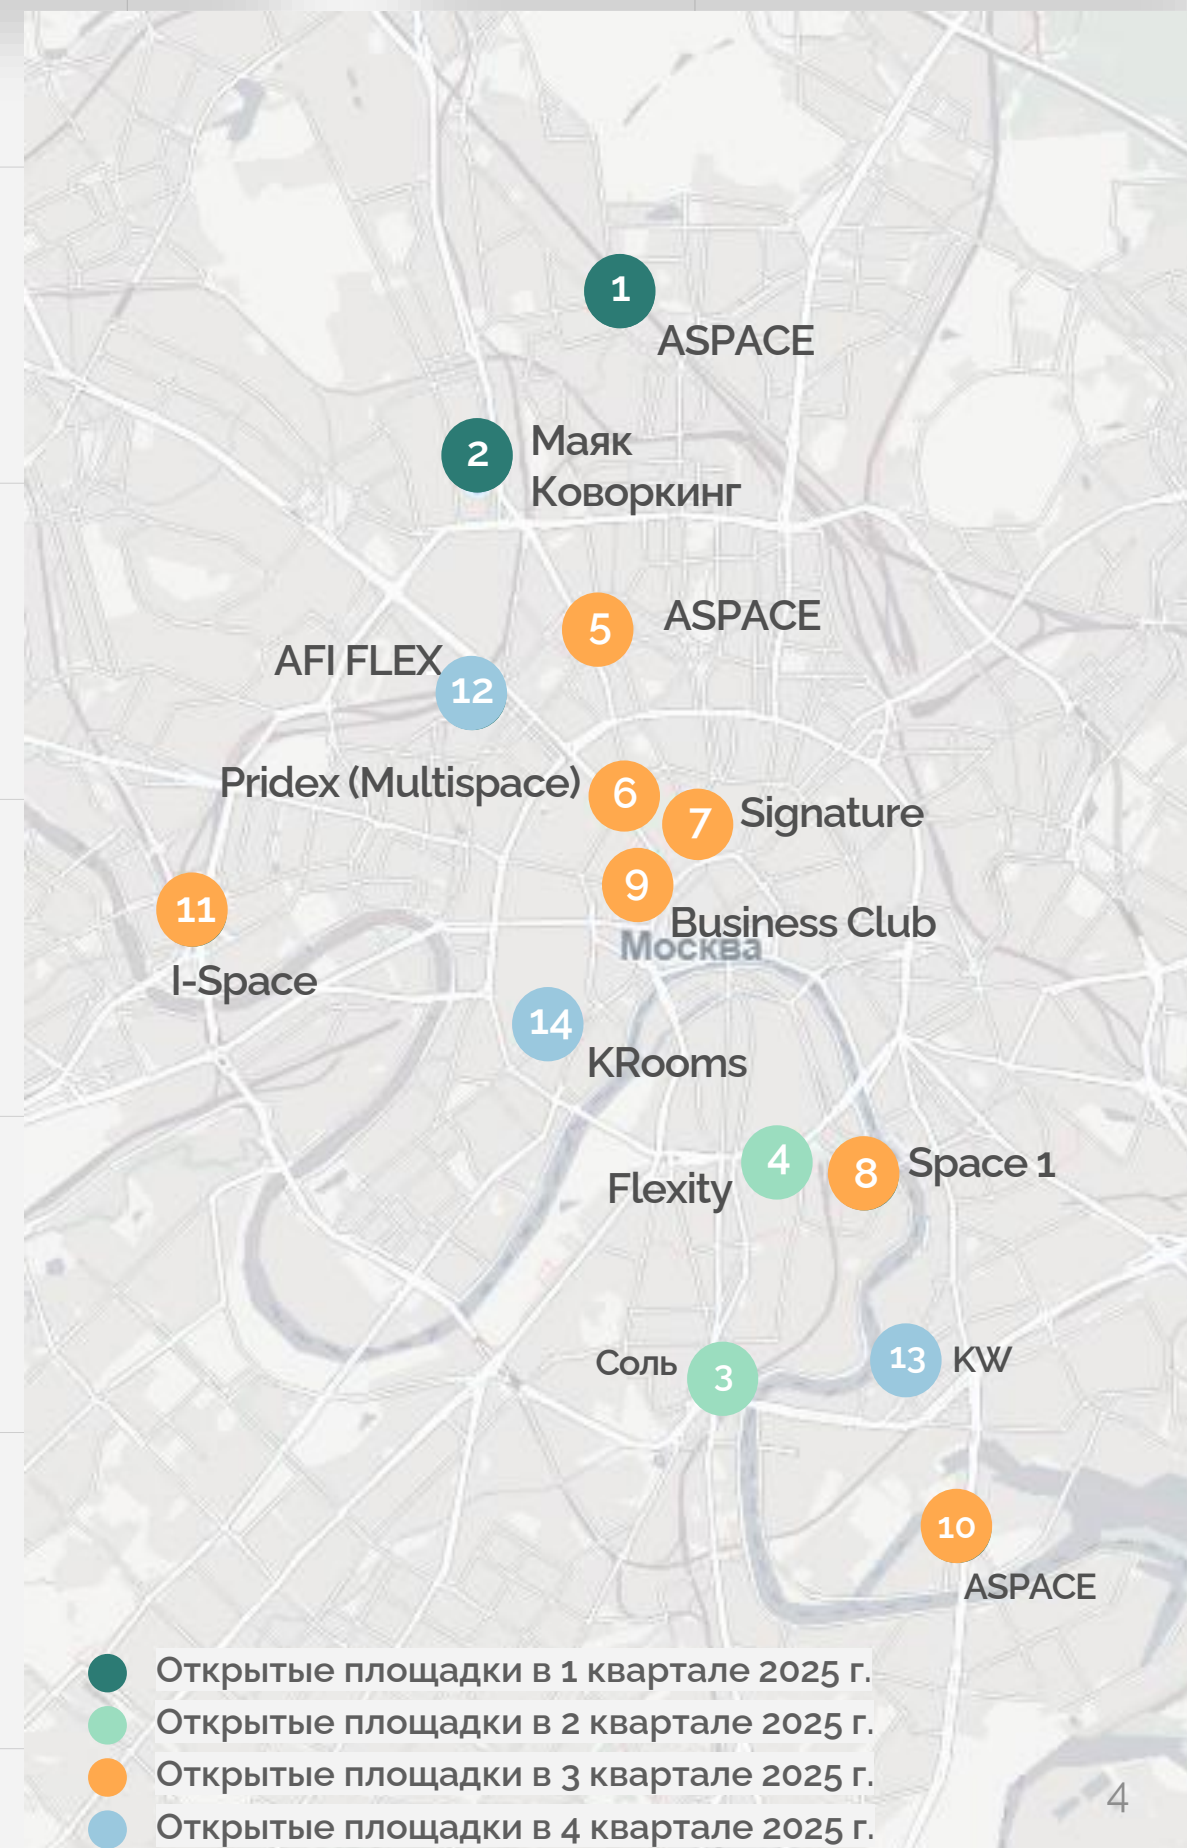 1
ASPACE
2
Маяк
Коворкинг
5
ASPACE
AFI FLEX
12
Pridex (Multispace)
6
7
Signature
9
Business Club
Москва
11
I-Space
14
KRooms
4
Flexity
8
Space 1
Соль
3
13
KW
10
ASPACE
Открытые площадки в 1 квартале 2025 г.
Открытые площадки в 2 квартале 2025 г.
Открытые площадки в 3 квартале 2025 г.
Открытые площадки в 4 квартале 2025 г.
4